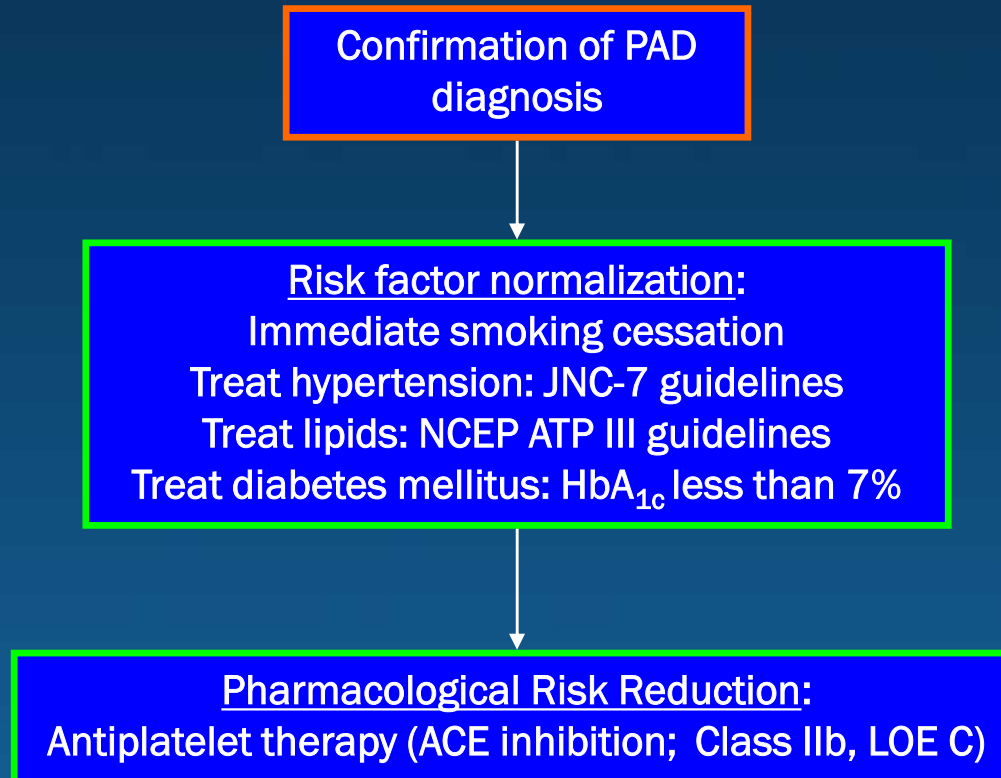 Confirmation of PAD
diagnosis
Risk factor normalization:
Immediate smoking cessation
Treat hypertension: JNC-7 guidelines
Treat lipids: NCEP ATP III guidelines
Treat diabetes mellitus: HbA1c less than 7%
Pharmacological Risk Reduction:
Antiplatelet therapy (ACE inhibition; Class IIb, LOE C)